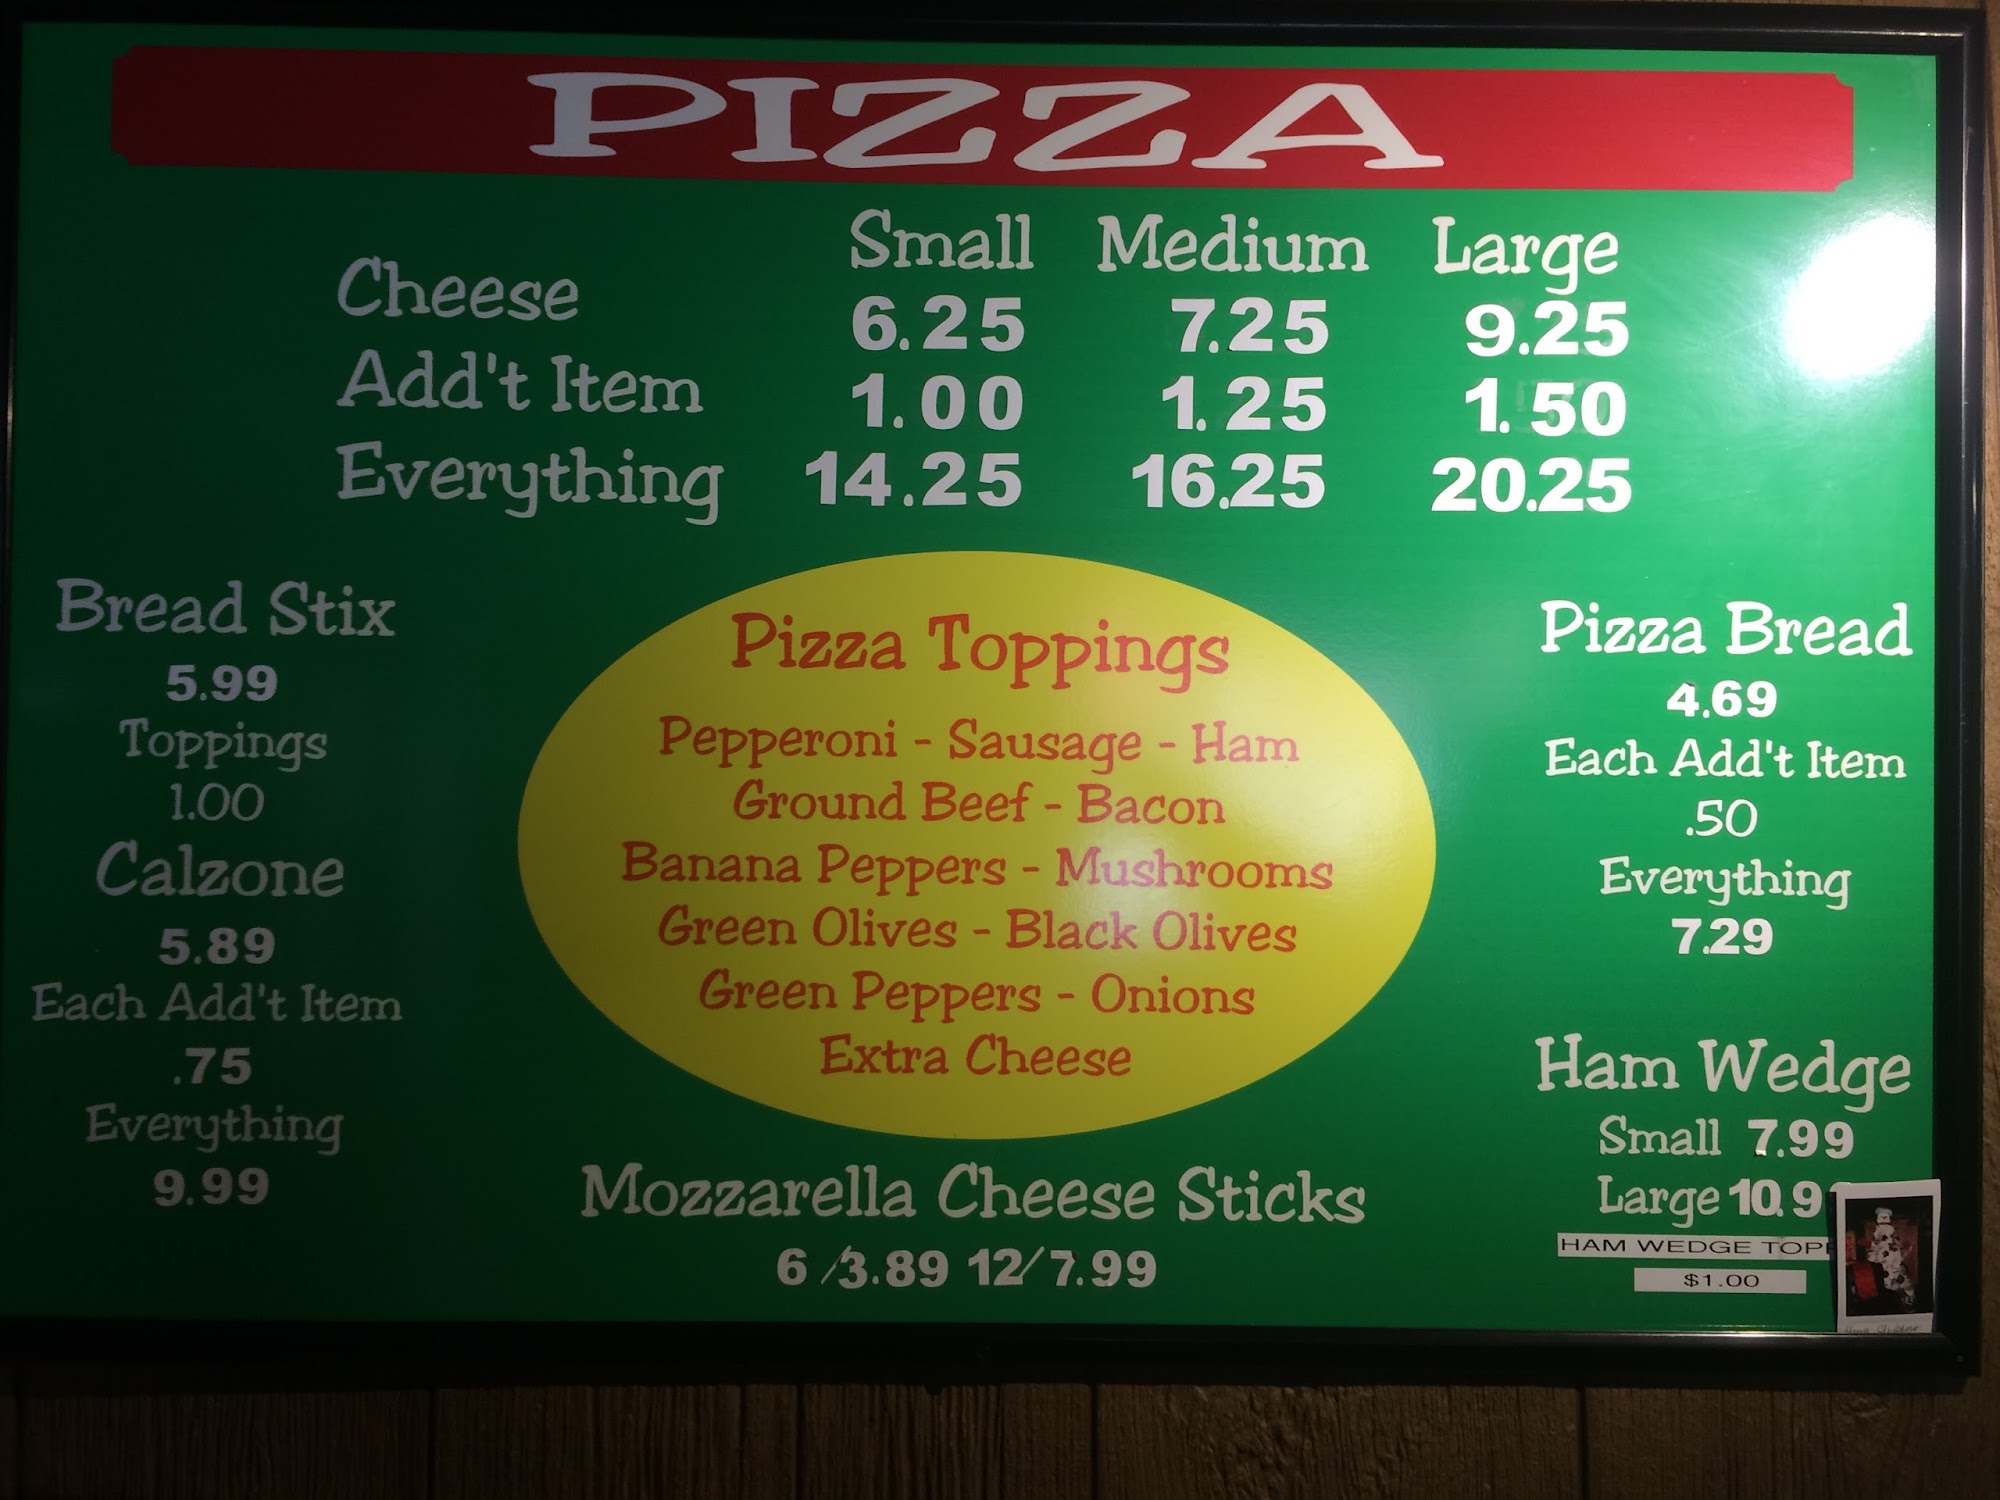 PIZZA
Small Medium Large
Cheese 6.25 7.25 9.25
Add't Item 1.00 1.25 1.50
Everything 14.25 16.25 20.25
Bread Stix
5.99
Toppings
1.00
Calzone
5.89
Each Add't Item
.75
Everything
9.99
Pizza Toppings
Pepperoni - Sausage - Ham
Ground Beef - Bacon
Banana Peppers - Mushrooms
Green Olives - Black Olives
Green Peppers - Onions
Extra Cheese
Mozzarella Cheese Sticks
6/3.89 12/7.99
Pizza Bread
4.69
Each Add't Item
.50
Everything
7.29
Ham Wedge
Small 7.99
Large
HAM WEDGE
$1.00